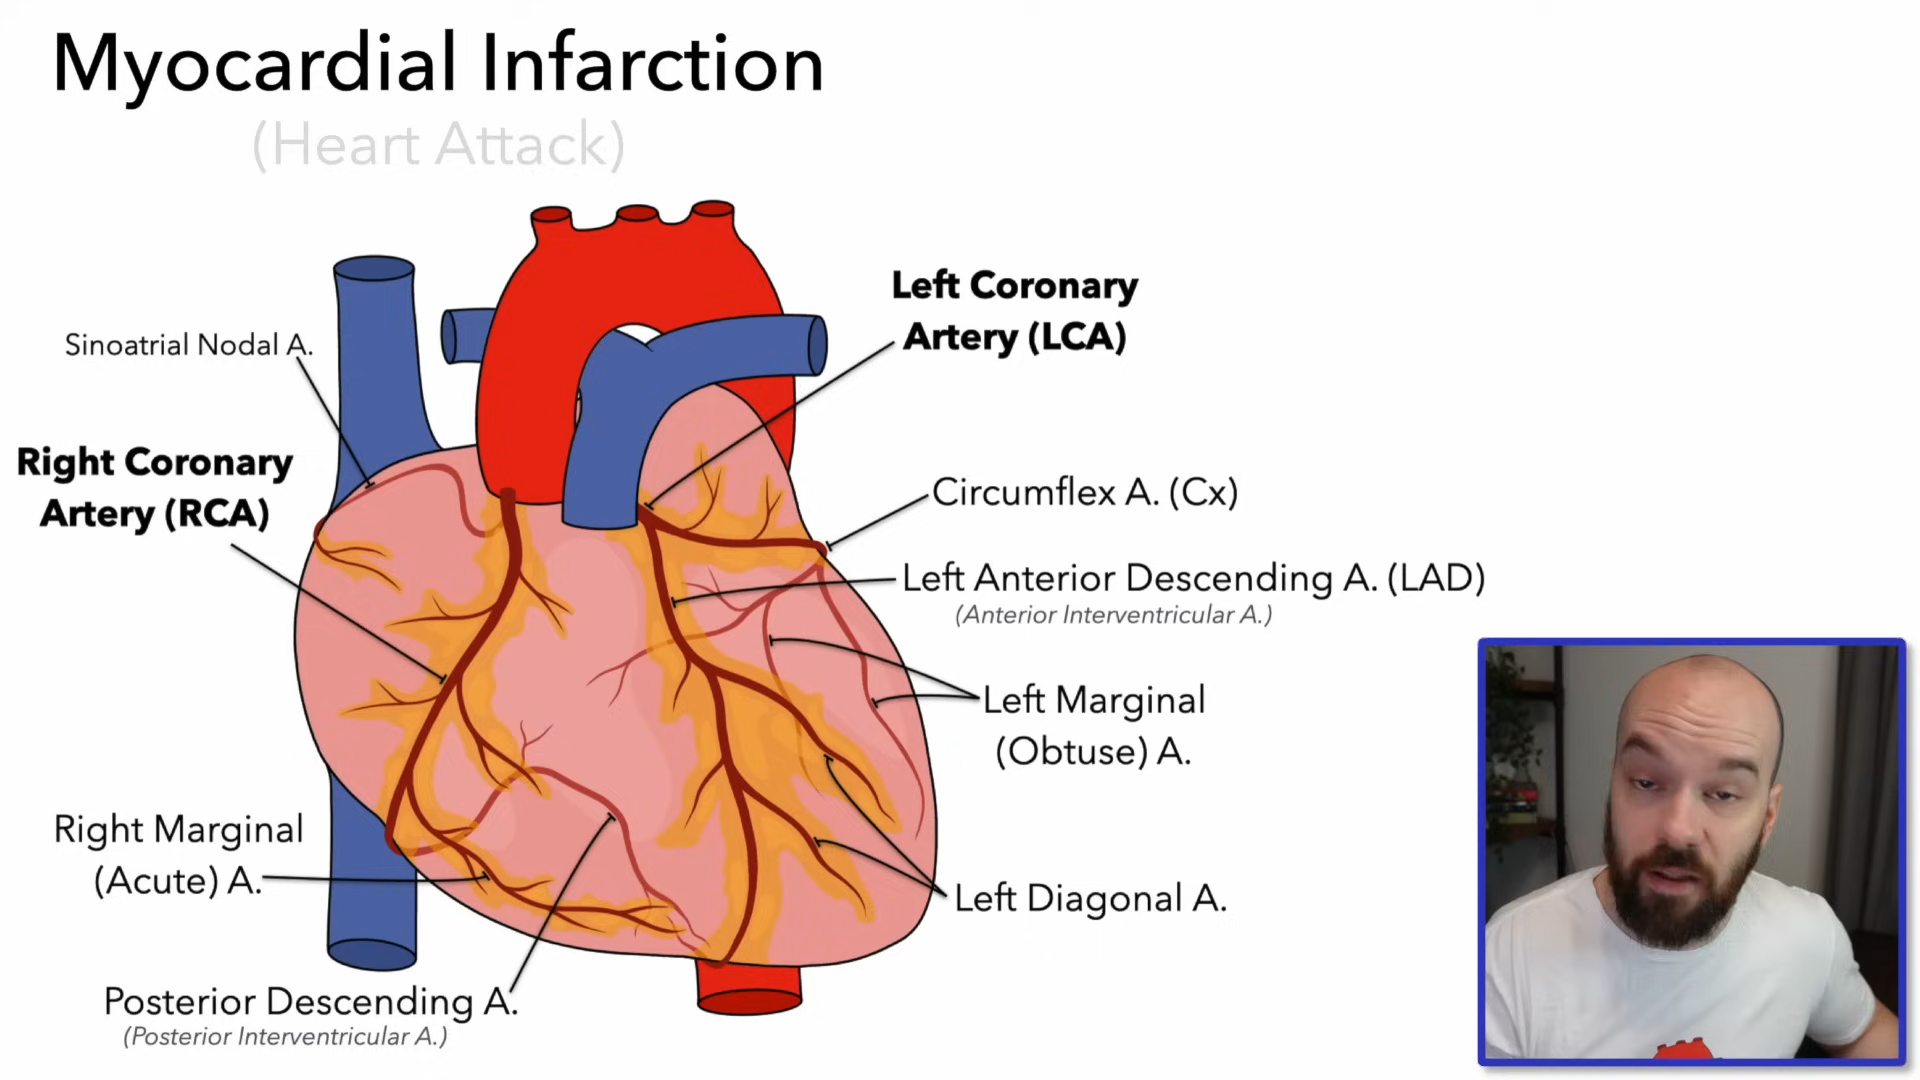 Myocardial Infarction
(Heart Attack)
Left Coronary
Artery (LCA)
Sinoatrial Nodal A.
Right Coronary
Artery (RCA)
Circumflex A. (Cx)
Left Anterior Descending A. (LAD)
(Anterior Interventricular A.)
Left Marginal
(Obtuse) A.
Right Marginal
(Acute) A.
Left Diagonal A.
Posterior Descending A.
(Posterior Interventricular A.)